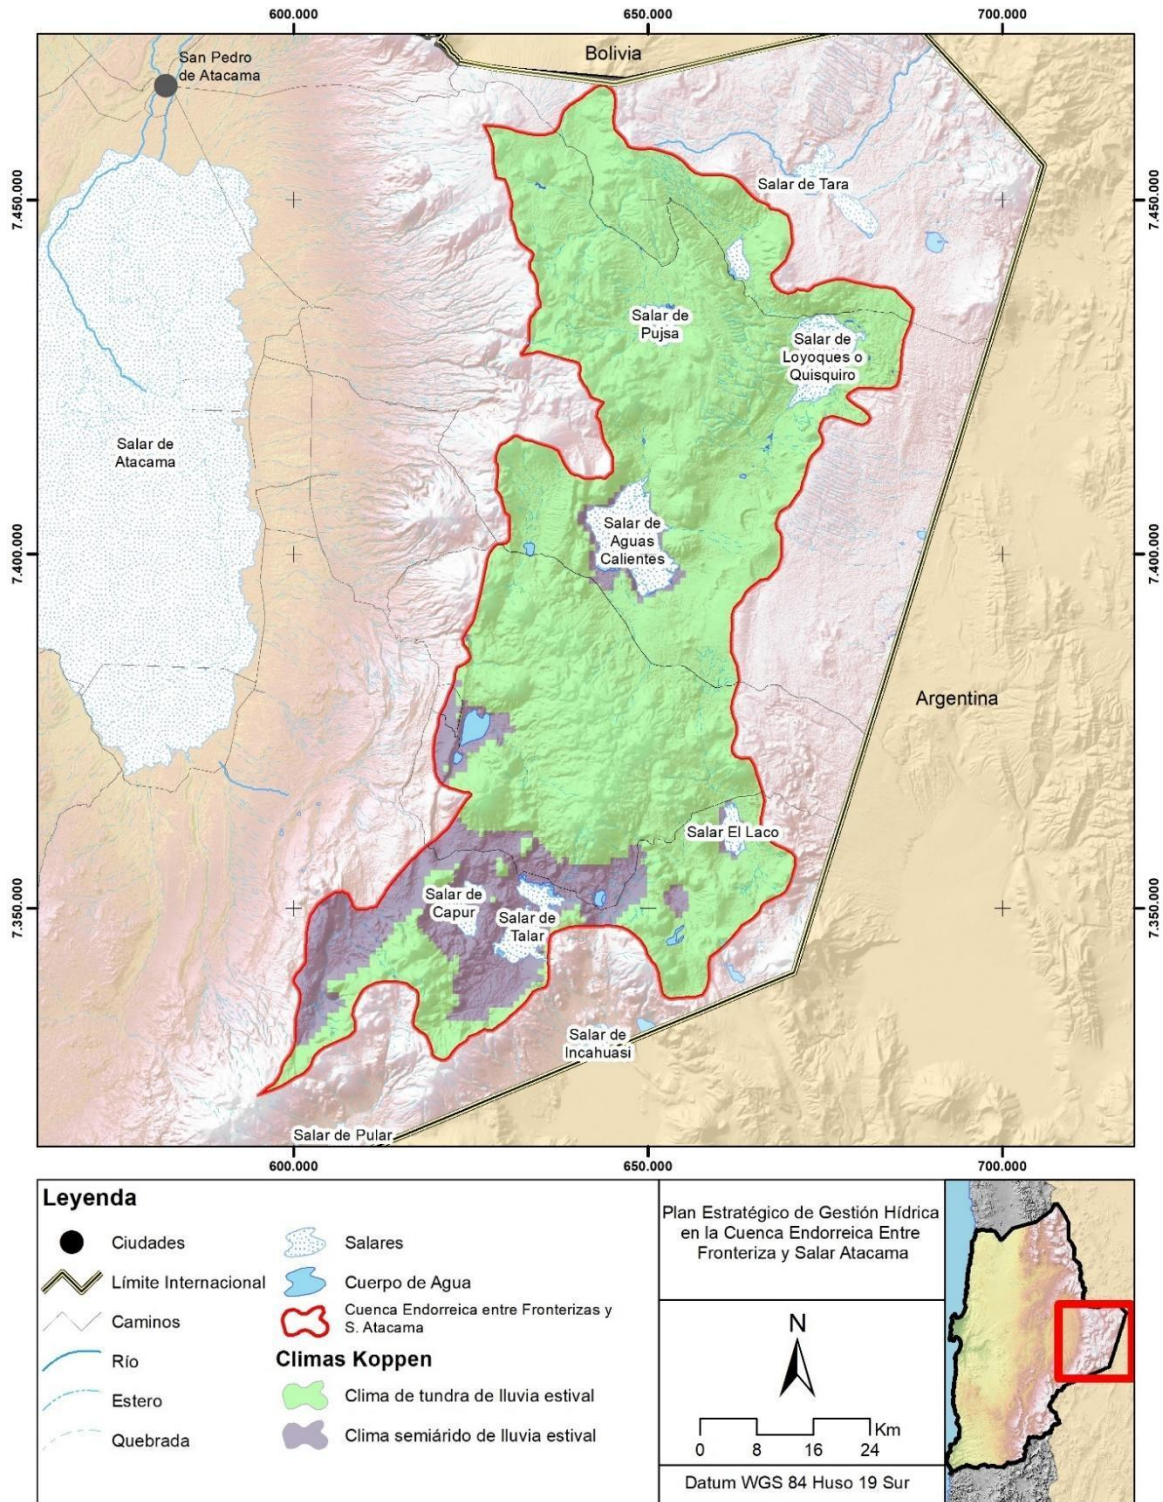 600.000
650.000
700.000
Bolivia
San Pedro
de Atacama
7.450.000
7.450.000
Salar de Tara
Salar de
Pujsa
Salar de
Loyoques o
Quisquiro
Salar de
Atacama
Salar de
Aguas
Calientes
7.400.000
7.400.000
Argentina
Salar El Laco
Salar de
Capur
Salar de
Talar
7.350.000
7.350.000
Salar de
Incahuasi
Salar de Pular
600.000
650.000
700.000
Leyenda
Ciudades
Límite Internacional
Caminos
Río
Estero
Quebrada
Salares
Cuerpo de Agua
Cuenca Endorreica entre Fronterizas y
S. Atacama
Climas Koppen
Clima de tundra de lluvia estival
Clima semiárido de lluvia estival
Plan Estratégico de Gestión Hídrica
en la Cuenca Endorreica Entre
Fronteriza y Salar Atacama
N
Km
0 8 16 24
Datum WGS 84 Huso 19 Sur